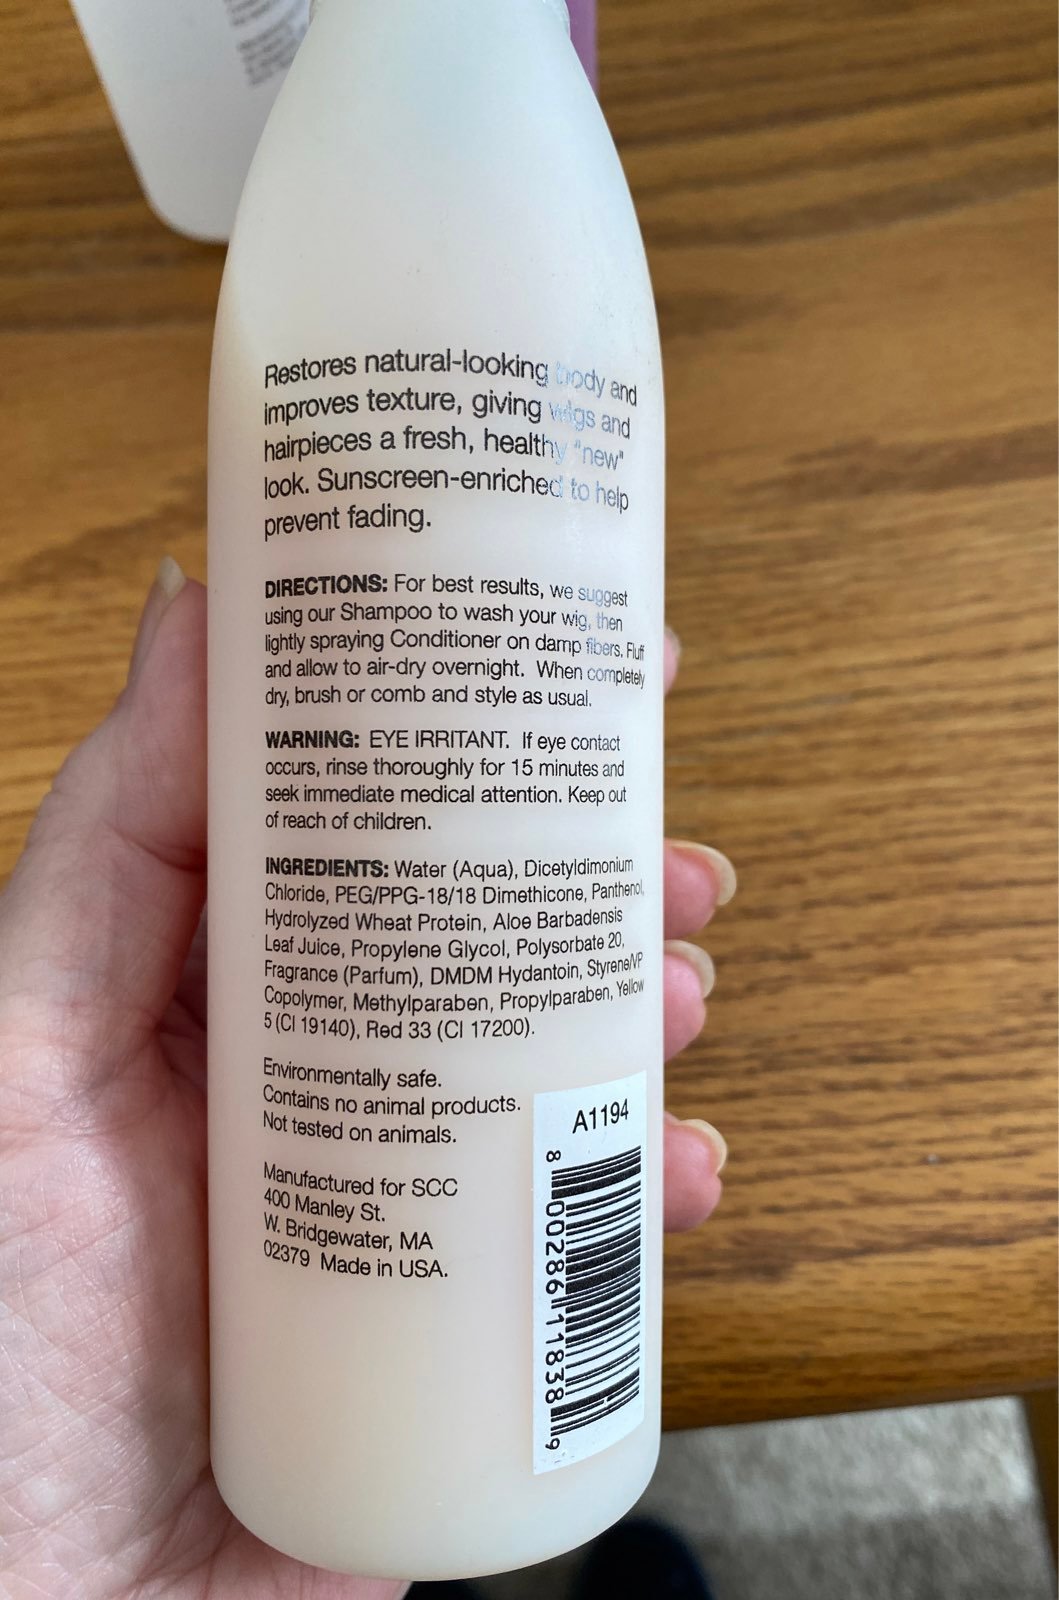 Restores natural-looking body and
improves texture, giving wigs and
hairpieces a fresh, healthy "new"
look. Sunscreen-enriched to help
prevent fading.
DIRECTIONS: For best results, we suggest
using our Shampoo to wash your wig, then
lightly spraying Conditioner on damp fibers. Fluff
and allow to air-dry overnight. When completely
dry, brush or comb and style as usual.
WARNING: EYE IRRITANT. If eye contact
occurs, rinse thoroughly for 15 minutes and
seek immediate medical attention. Keep out
of reach of children.
INGREDIENTS: Water (Aqua), Dicetyldimonium
Chloride, PEG/PPG-18/18 Dimethicone, Panthenol,
Hydrolyzed Wheat Protein, Aloe Barbadensis
Leaf Juice, Propylene Glycol, Polysorbate 20,
Fragrance (Parfum), DMDM Hydantoin, Styrene/VP
Copolymer, Methylparaben, Propylparaben, Yellow
5 (CI 19140), Red 33 (CI 17200).
Environmentally safe.
Contains no animal products.
Not tested on animals.
Manufactured for SCC
400 Manley St.
W. Bridgewater, MA
02379 Made in USA.
A1194
8 00286 11838 9